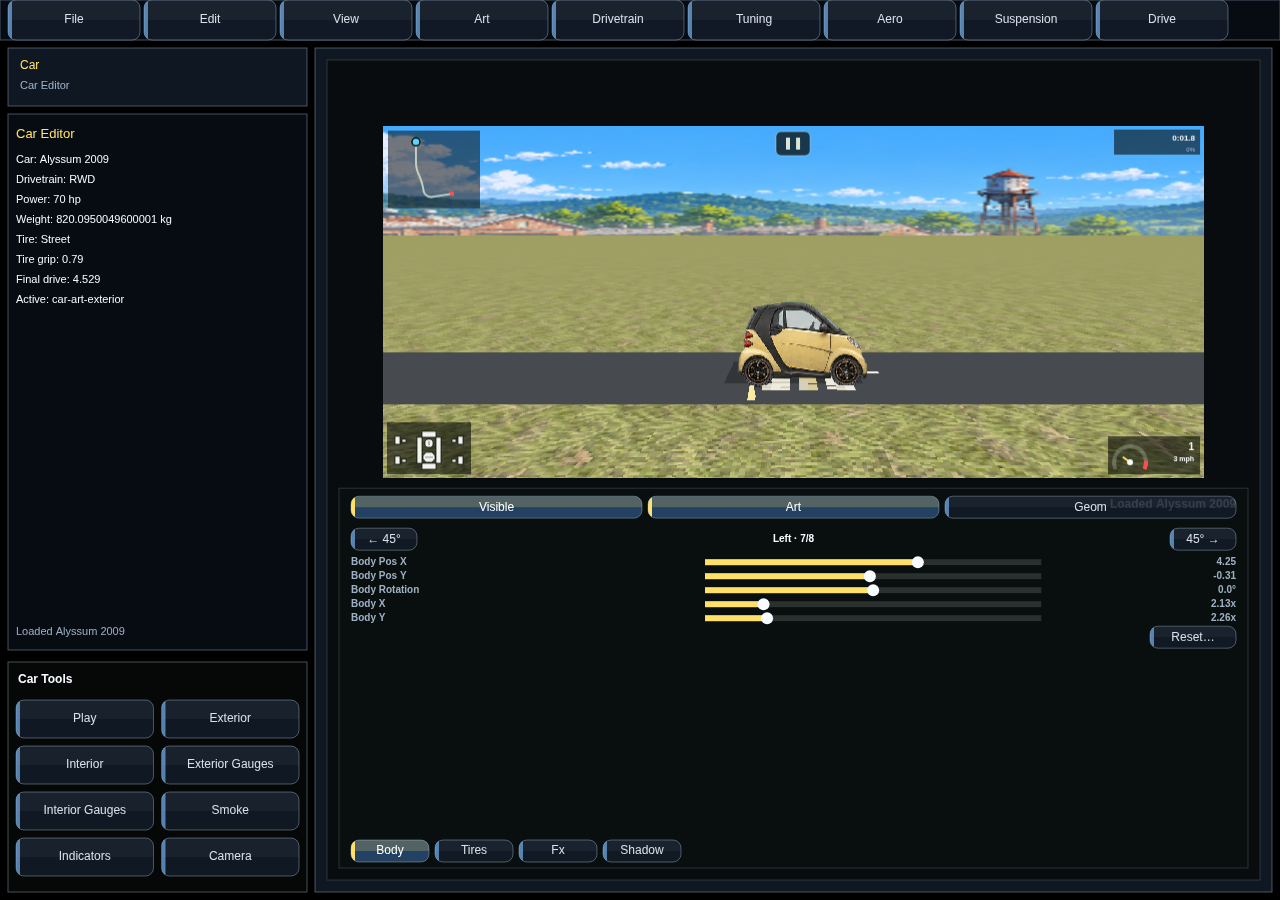 File Edit View Art Drivetrain Tuning Aero Suspension Drive
Car
Car Editor
Car Editor
Car: Alyssum 2009
Drivetrain: RWD
Power: 70 hp
Weight: 820.0950049600001 kg
Tire: Street
Tire grip: 0.79
Final drive: 4.529
Active: car-art-exterior
Loaded Alyssum 2009
Car Tools
Play Exterior
Interior Exterior Gauges
Interior Gauges Smoke
Indicators Camera
0:01.8
0%
1
3 mph
Visible Art Geom Loaded Alyssum 2009
← 45° Left · 7/8 45° →
Body Pos X 4.25
Body Pos Y -0.31
Body Rotation 0.0°
Body X 2.13x
Body Y 2.26x
Reset…
Body Tires Fx Shadow